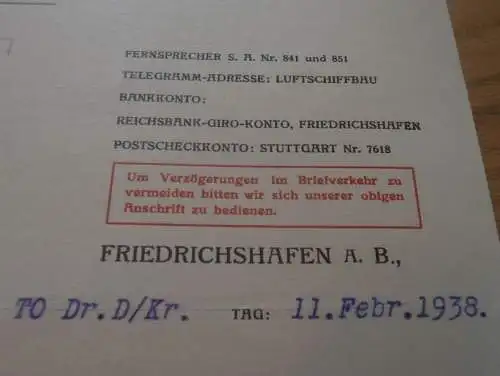 FERNSPRECHER S. A. Nr. 841 und 851
TELEGRAMM-ADRESSE: LUFTSCHIFFBAU
BANKKONTO:
REICHSBANK-GIRO-KONTO, FRIEDRICHSHAFEN
POSTSCHECKKONTO: STUTTGART Nr. 7618
Um Verzögerungen im Briefverkehr zu
vermeiden bitten wir sich unserer obigen
Anschrift zu bedienen.
FRIEDRICHSHAFEN A. B.,
TO Dr.D/Kr. TAG: 11.Febr.1938.